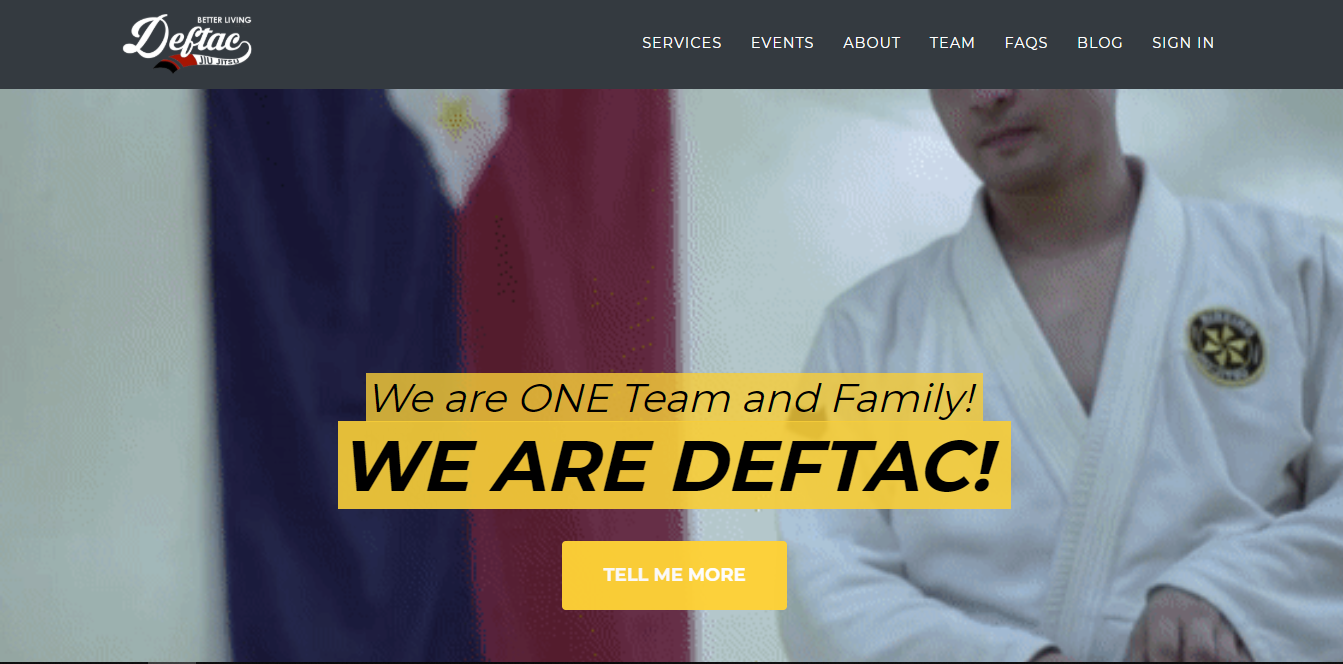 BETTER LIVING
Deftac
JIU JITSU
SERVICES EVENTS ABOUT TEAM FAQS BLOG SIGN IN
We are ONE Team and Family!
WE ARE DEFTAC!
TELL ME MORE